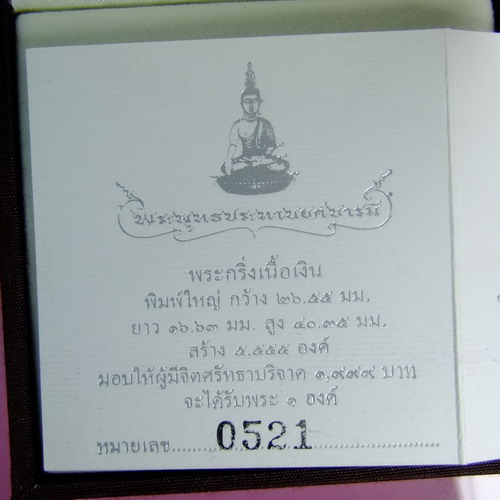 พระพุทธประทานยศบารมี
พระกริ่งเนื้อเงิน
พิมพ์ใหญ่ กว้าง ๒๖.๕๕ มม.
ยาว ๑๖.๖๓ มม. สูง ๔๐.๓๕ มม.
สร้าง ๕,๕๕๕ องค์
มอบให้ผู้มีจิตศรัทธาบริจาค ๑,๙๙๙ บาท
จะได้รับพระ ๑ องค์
หมายเลข 0521